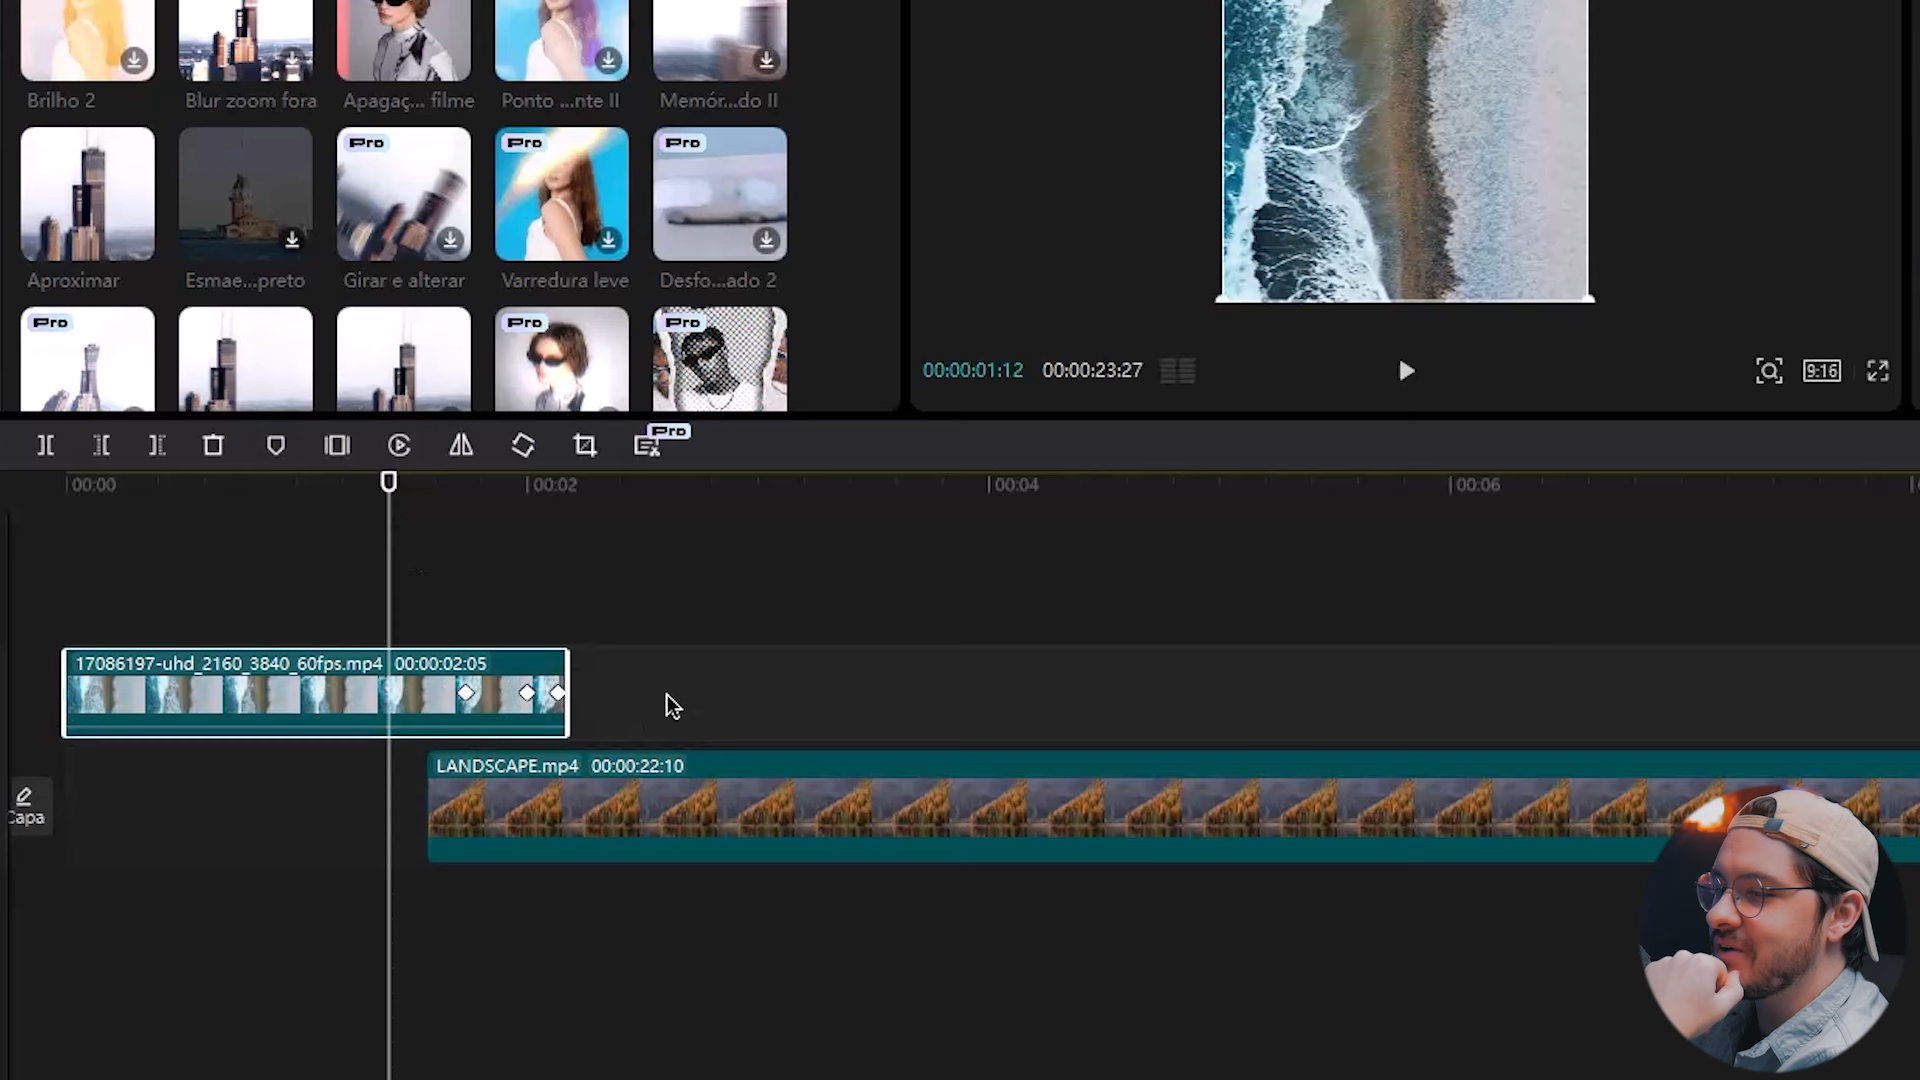 Brilho 2
Blur zoom fora
Apagaç... filme
Ponto ...nte II
Memór...do II
Pro
Pro
Pro
Aproximar
Esmae...preto
Girar e alterar
Varredura leve
Desfo...ado 2
Pro
Pro
Pro
00:00:01:12
00:00:23:27
9:16
Pro
00:00
00:02
00:04
00:06
17086197-uhd_2160_3840_60fps.mp4 00:00:02:05
LANDSCAPE.mp4 00:00:22:10
Capa